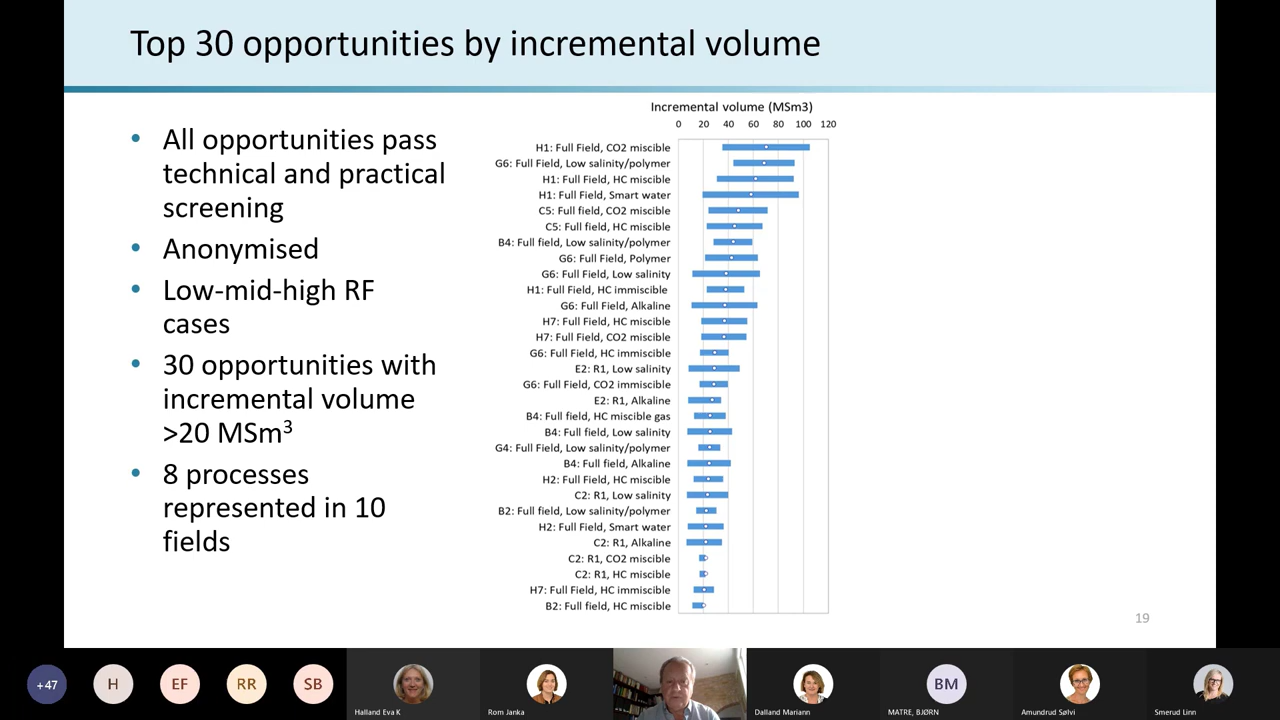 Top 30 opportunities by incremental volume
• All opportunities pass
technical and practical
screening
• Anonymised
• Low-mid-high RF
cases
• 30 opportunities with
incremental volume
>20 MSm³
• 8 processes
represented in 10
fields
Incremental volume (MSm3)
0 20 40 60 80 100 120
H1: Full Field, CO2 miscible
G6: Full Field, Low salinity/polymer
H1: Full Field, HC miscible
H1: Full Field, Smart water
C5: Full field, CO2 miscible
C5: Full field, HC miscible
B4: Full field, Low salinity/polymer
G6: Full Field, Polymer
G6: Full Field, Low salinity
H1: Full Field, HC immiscible
G6: Full Field, Alkaline
H7: Full Field, HC miscible
H7: Full Field, CO2 miscible
G6: Full Field, HC immiscible
E2: R1, Low salinity
G6: Full Field, CO2 immiscible
E2: R1, Alkaline
B4: Full field, HC miscible gas
B4: Full field, Low salinity
G4: Full Field, Low salinity/polymer
B4: Full field, Alkaline
H2: Full Field, HC miscible
C2: R1, Low salinity
B2: Full field, Low salinity/polymer
H2: Full Field, Smart water
C2: R1, Alkaline
C2: R1, CO2 miscible
C2: R1, HC miscible
H7: Full Field, HC immiscible
B2: Full field, HC miscible
19
+47 H EF RR SB BM
Halland Eva K Rom Janka Dalland Mariann MATRE, BJØRN Amundrud Sølvi Smerud Linn